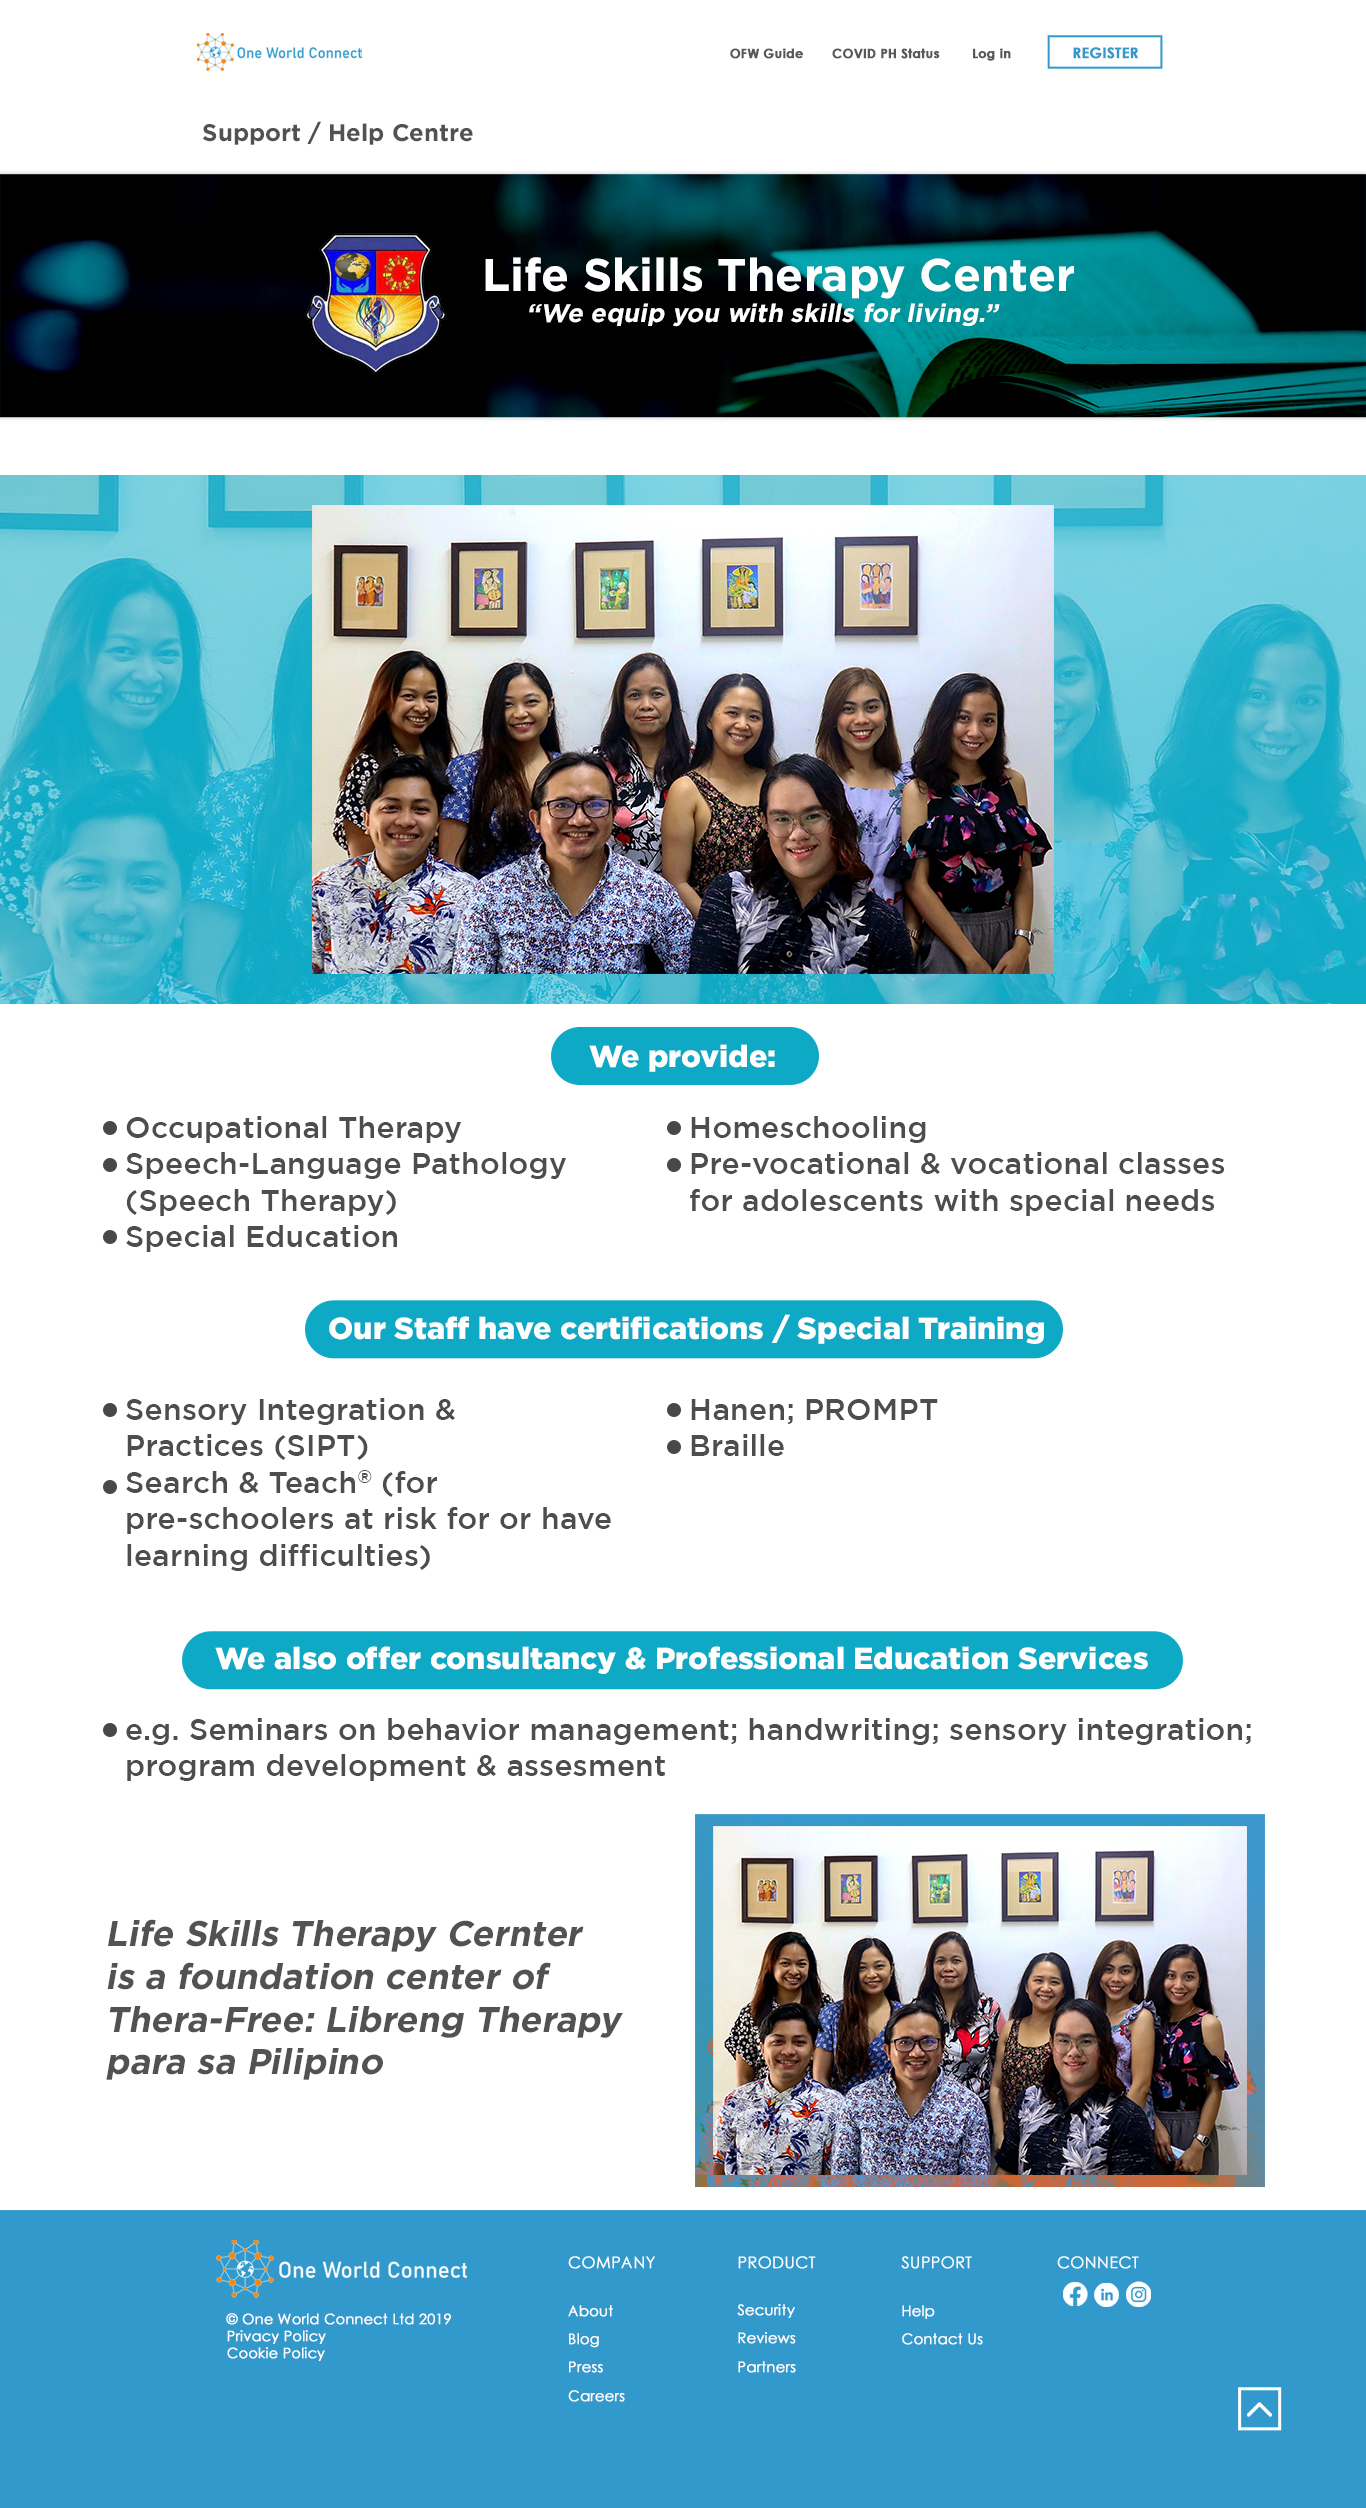 One World Connect
OFW Guide
COVID PH Status
Log in
REGISTER
Support / Help Centre
Life Skills Therapy Center
“We equip you with skills for living.”
We provide:
● Occupational Therapy
● Speech-Language Pathology
(Speech Therapy)
● Special Education
● Homeschooling
● Pre-vocational & vocational classes
for adolescents with special needs
Our Staff have certifications / Special Training
● Sensory Integration &
Practices (SIPT)
● Search & Teach® (for
pre-schoolers at risk for or have
learning difficulties)
● Hanen; PROMPT
● Braille
We also offer consultancy & Professional Education Services
● e.g. Seminars on behavior management; handwriting; sensory integration;
program development & assesment
Life Skills Therapy Cernter
is a foundation center of
Thera-Free: Libreng Therapy
para sa Pilipino
One World Connect
© One World Connect Ltd 2019
Privacy Policy
Cookie Policy
COMPANY
About
Blog
Press
Careers
PRODUCT
Security
Reviews
Partners
SUPPORT
Help
Contact Us
CONNECT